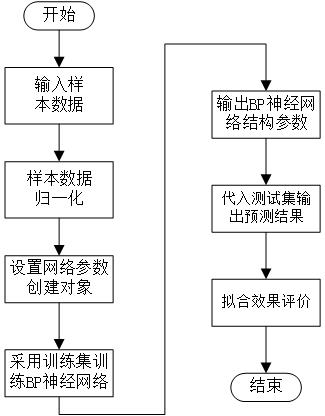 开始
输入样
本数据
样本数据
归一化
设置网络参数
创建对象
采用训练集训
练BP神经网络
输出BP神经网
络结构参数
代入测试集输
出预测结果
拟合效果评价
结束